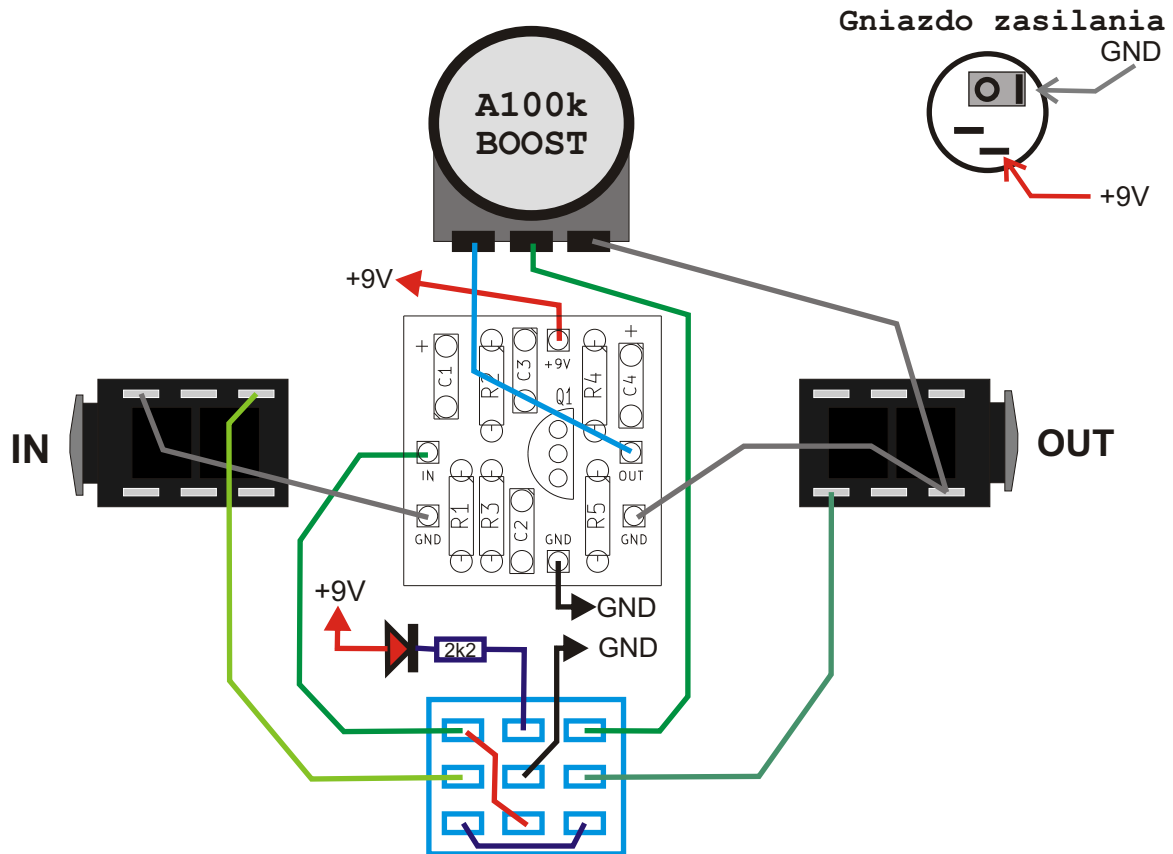 Gniazdo zasilania
GND
+9V
A100k
BOOST
+9V
+
C1
R2
C3
+9V
R4
+
C4
Q1
IN
OUT
IN
OUT
GND
R1
R3
C2
GND
R5
GND
+9V
GND
2k2
GND